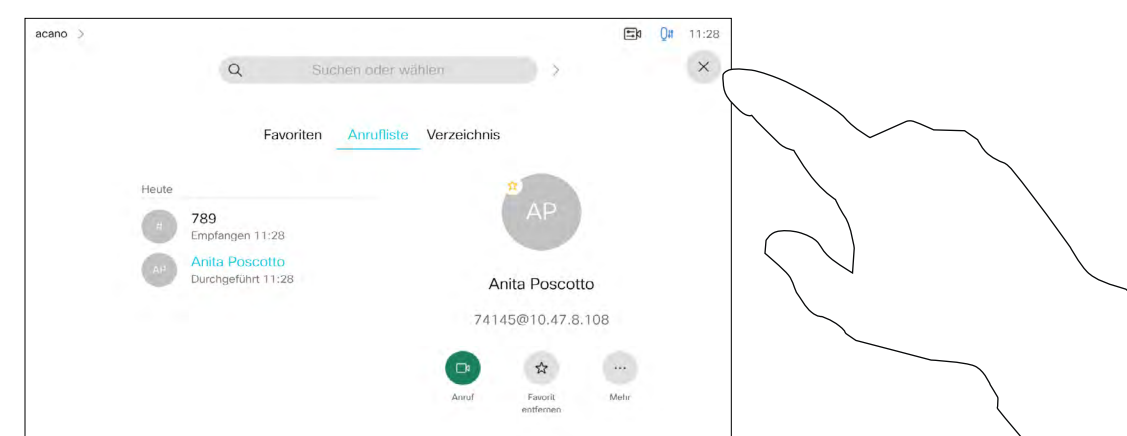 acano >
11:28
Suchen oder wählen
Favoriten Anrufliste Verzeichnis
Heute
#
789
Empfangen 11:28
AP
Anita Poscotto
Durchgeführt 11:28
AP
Anita Poscotto
74145@10.47.8.108
Anruf
Favorit
entfernen
Mehr